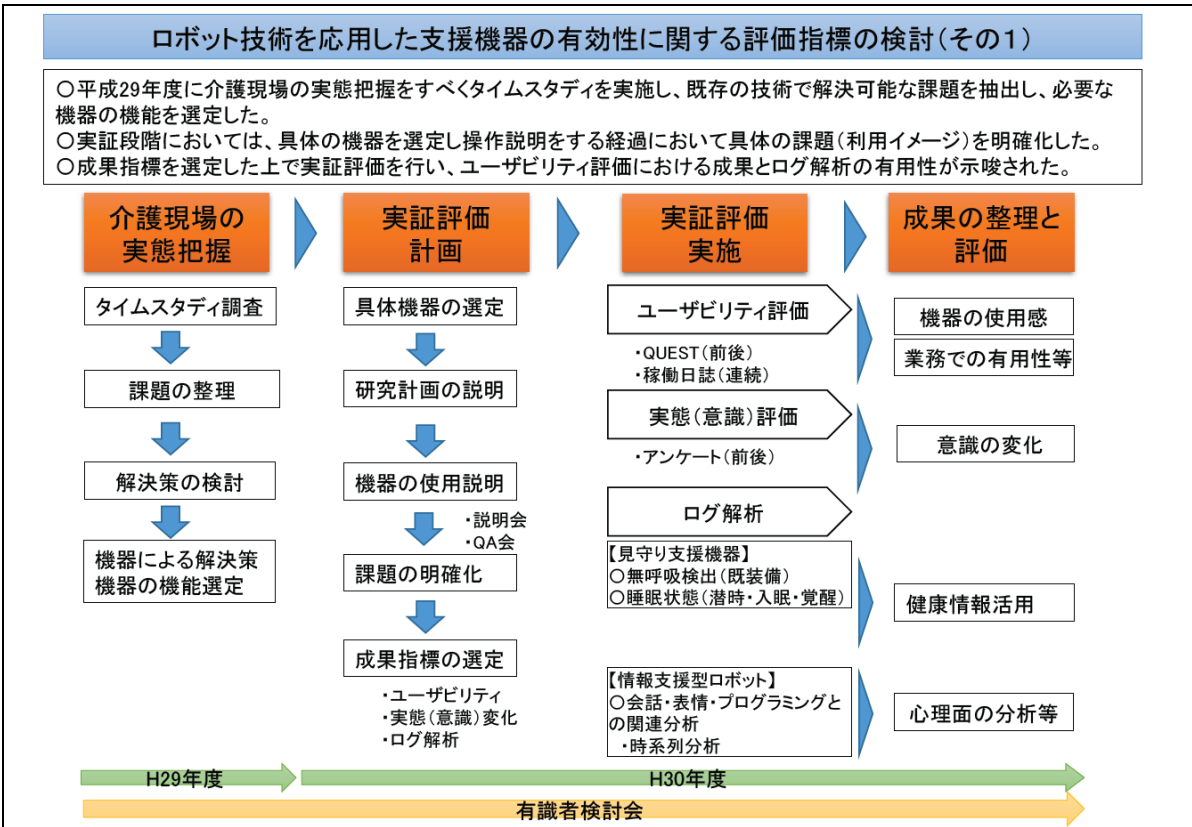 ロボット技術を応用した支援機器の有効性に関する評価指標の検討(その1)
○平成29年度に介護現場の実態把握をすべくタイムスタディを実施し、既存の技術で解決可能な課題を抽出し、必要な
機器の機能を選定した。
○実証段階においては、具体の機器を選定し操作説明をする経過において具体の課題(利用イメージ)を明確化した。
○成果指標を選定した上で実証評価を行い、ユーザビリティ評価における成果とログ解析の有用性が示唆された。
介護現場の
実態把握
タイムスタディ調査
課題の整理
解決策の検討
機器による解決策
機器の機能選定
実証評価
計画
具体機器の選定
研究計画の説明
機器の使用説明
・説明会
・QA会
課題の明確化
成果指標の選定
・ユーザビリティ
・実態(意識)変化
・ログ解析
実証評価
実施
ユーザビリティ評価
・QUEST(前後)
・稼働日誌(連続)
実態(意識)評価
・アンケート(前後)
ログ解析
【見守り支援機器】
○無呼吸検出(既装備)
○睡眠状態(潜時・入眠・覚醒)
【情報支援型ロボット】
○会話・表情・プログラミングと
の関連分析
・時系列分析
成果の整理と
評価
機器の使用感
業務での有用性等
意識の変化
健康情報活用
心理面の分析等
H29年度
H30年度
有識者検討会